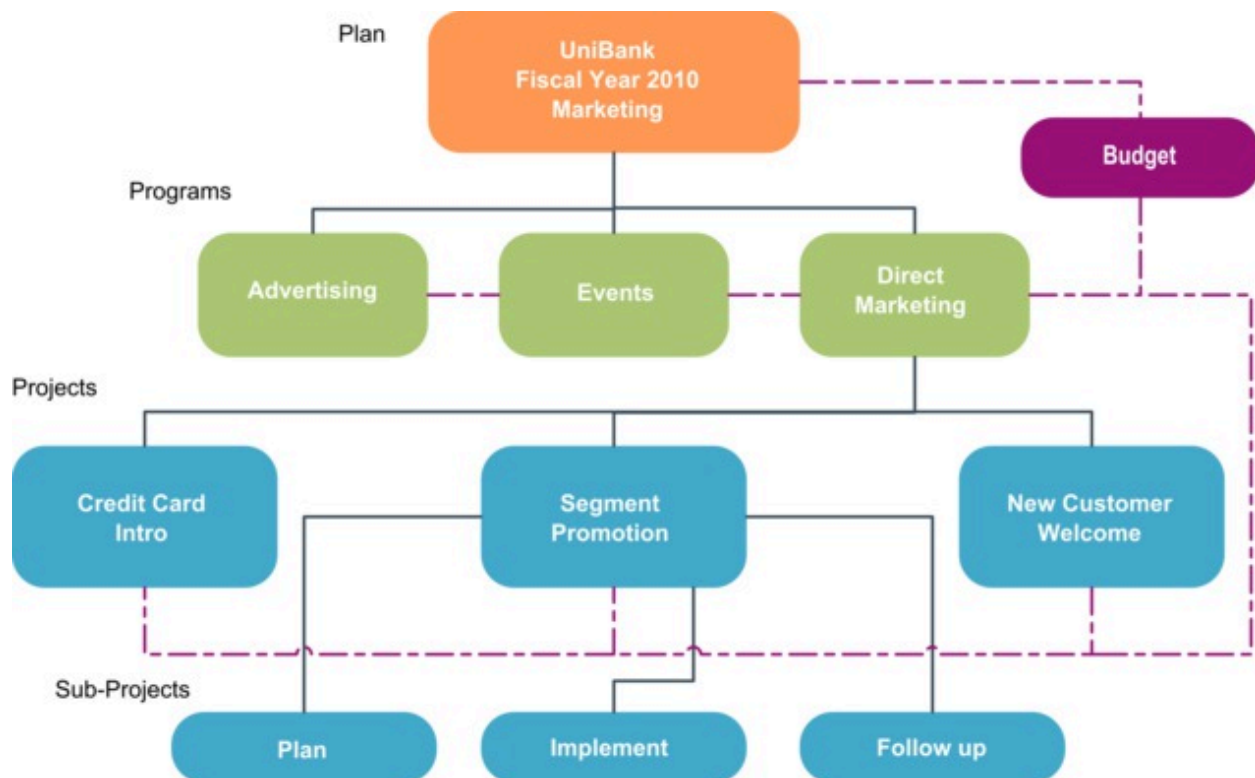 Plan
UniBank
Fiscal Year 2010
Marketing
Budget
Programs
Advertising
Events
Direct
Marketing
Projects
Credit Card
Intro
Segment
Promotion
New Customer
Welcome
Sub-Projects
Plan
Implement
Follow up